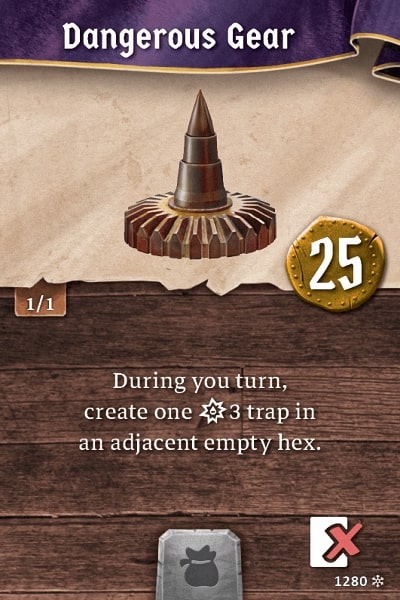 Dangerous Gear
25
1/1
During you turn,
create one 3 trap in
an adjacent empty hex.
1280